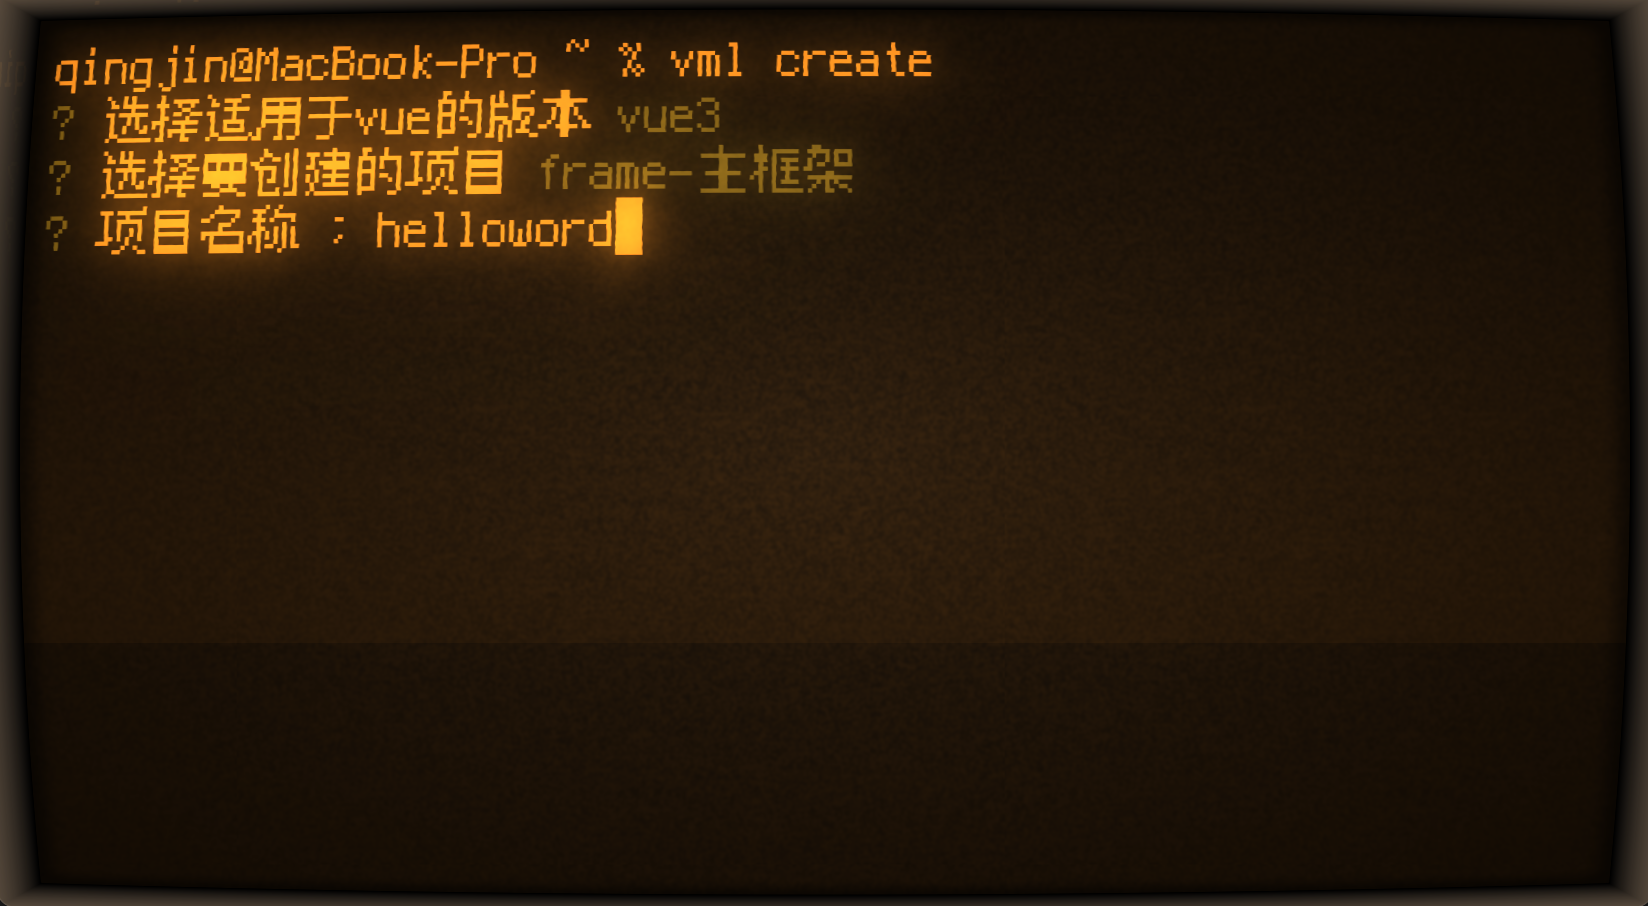 qingjin@MacBook-Pro ~ % vml create
? 选择适用于vue的版本 vue3
? 选择要创建的项目 frame-主框架
? 项目名称 : helloword